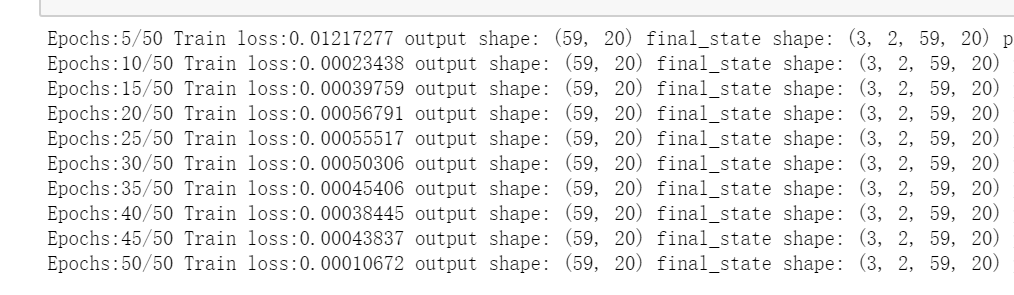 Epochs:5/50 Train loss:0.01217277 output shape: (59, 20) final_state shape: (3, 2, 59, 20) p
Epochs:10/50 Train loss:0.00023438 output shape: (59, 20) final_state shape: (3, 2, 59, 20)
Epochs:15/50 Train loss:0.00039759 output shape: (59, 20) final_state shape: (3, 2, 59, 20)
Epochs:20/50 Train loss:0.00056791 output shape: (59, 20) final_state shape: (3, 2, 59, 20)
Epochs:25/50 Train loss:0.00055517 output shape: (59, 20) final_state shape: (3, 2, 59, 20)
Epochs:30/50 Train loss:0.00050306 output shape: (59, 20) final_state shape: (3, 2, 59, 20)
Epochs:35/50 Train loss:0.00045406 output shape: (59, 20) final_state shape: (3, 2, 59, 20)
Epochs:40/50 Train loss:0.00038445 output shape: (59, 20) final_state shape: (3, 2, 59, 20)
Epochs:45/50 Train loss:0.00043837 output shape: (59, 20) final_state shape: (3, 2, 59, 20)
Epochs:50/50 Train loss:0.00010672 output shape: (59, 20) final_state shape: (3, 2, 59, 20)